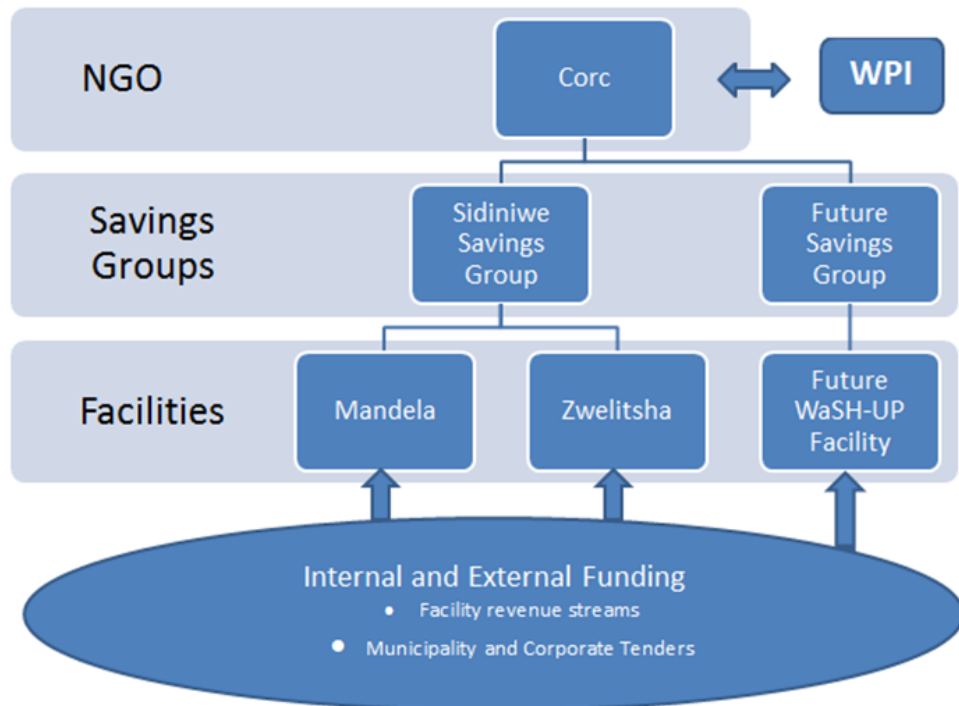 NGO
Corc
WPI
Savings
Groups
Sidiniwe
Savings
Group
Future
Savings
Group
Facilities
Mandela
Zwelitsha
Future
WaSH-UP
Facility
Internal and External Funding
• Facility revenue streams
• Municipality and Corporate Tenders